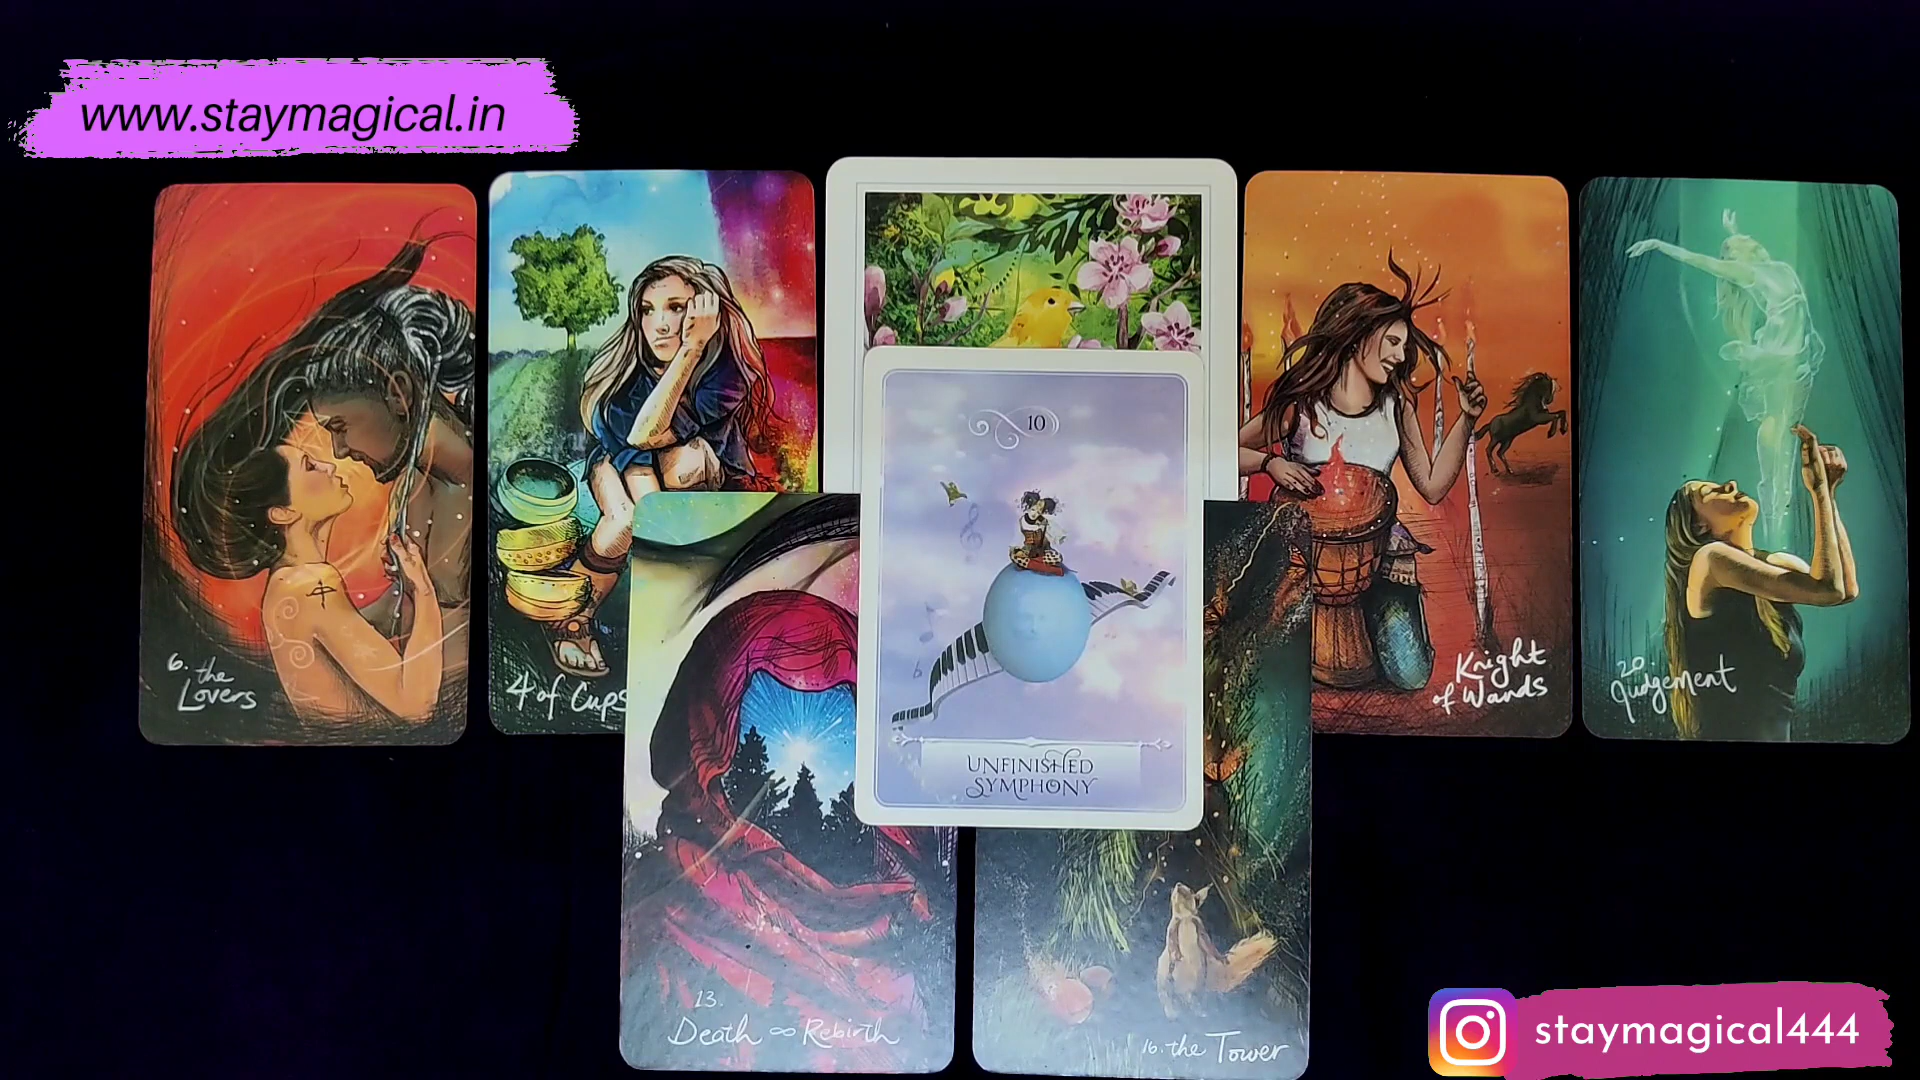 www.staymagical.in
6. the
Lovers
4 of Cups
10
UNFINISHED
SYMPHONY
Knight
of Wands
20.
Judgement
13.
Death ∞ Rebirth
16. the Tower
staymagical444